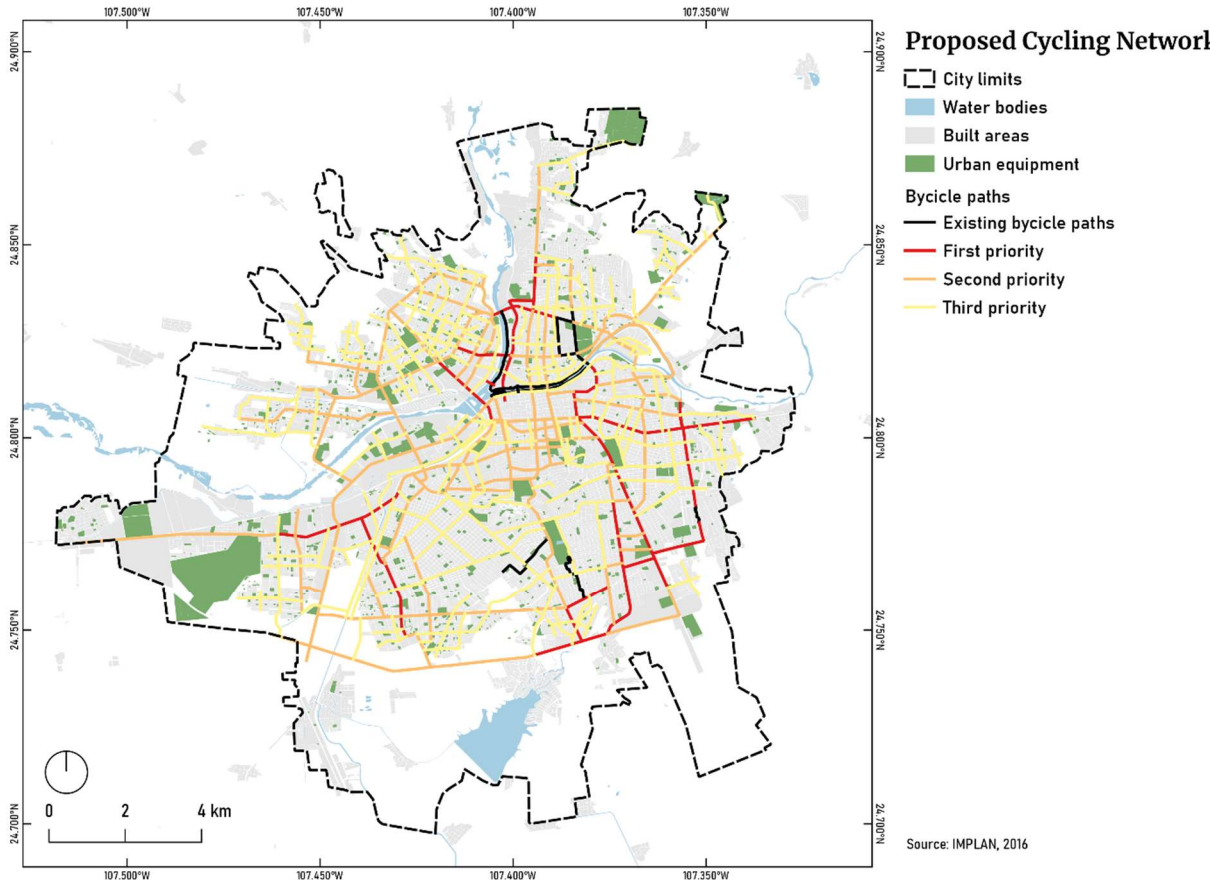 107.500°W 107.450°W 107.400°W 107.350°W
24.900°N 24.900°N
24.850°N 24.850°N
24.800°N 24.800°N
24.750°N 24.750°N
24.700°N 24.700°N
107.500°W 107.450°W 107.400°W 107.350°W
0 2 4 km
Proposed Cycling Network
City limits
Water bodies
Built areas
Urban equipment
Bycicle paths
Existing bycicle paths
First priority
Second priority
Third priority
Source: IMPLAN, 2016